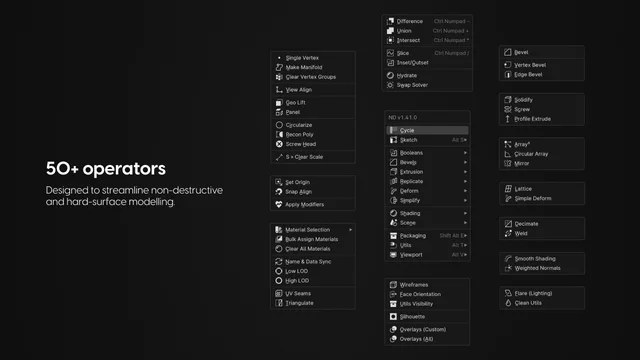 50+ operators
Designed to streamline non-destructive
and hard-surface modelling.
Single Vertex
Make Manifold
Clear Vertex Groups
View Align
Geo Lift
Panel
Circularize
Recon Poly
Screw Head
S + Clear Scale
Set Origin
Snap Align
Apply Modifiers
Material Selection
Bulk Assign Materials
Clear All Materials
Name & Data Sync
Low LOD
High LOD
UV Seams
Triangulate
Difference Ctrl Numpad -
Union Ctrl Numpad +
Intersect Ctrl Numpad *
Slice Ctrl Numpad /
Inset/Outset
Hydrate
Swap Solver
ND v1.41.0
Cycle
Sketch
Booleans
Bevels
Extrusion
Replicate
Deform
Simplify
Shading
Scene
Packaging
Utils Alt T
Viewport Alt V
Wireframes
Face Orientation
Utils Visibility
Silhouette
Overlays (Custom)
Overlays (All)
Bevel
Vertex Bevel
Edge Bevel
Solidify
Screw
Profile Extrude
Array³
Circular Array
Mirror
Lattice
Simple Deform
Decimate
Weld
Smooth Shading
Weighted Normals
Flare (Lighting)
Clean Utils